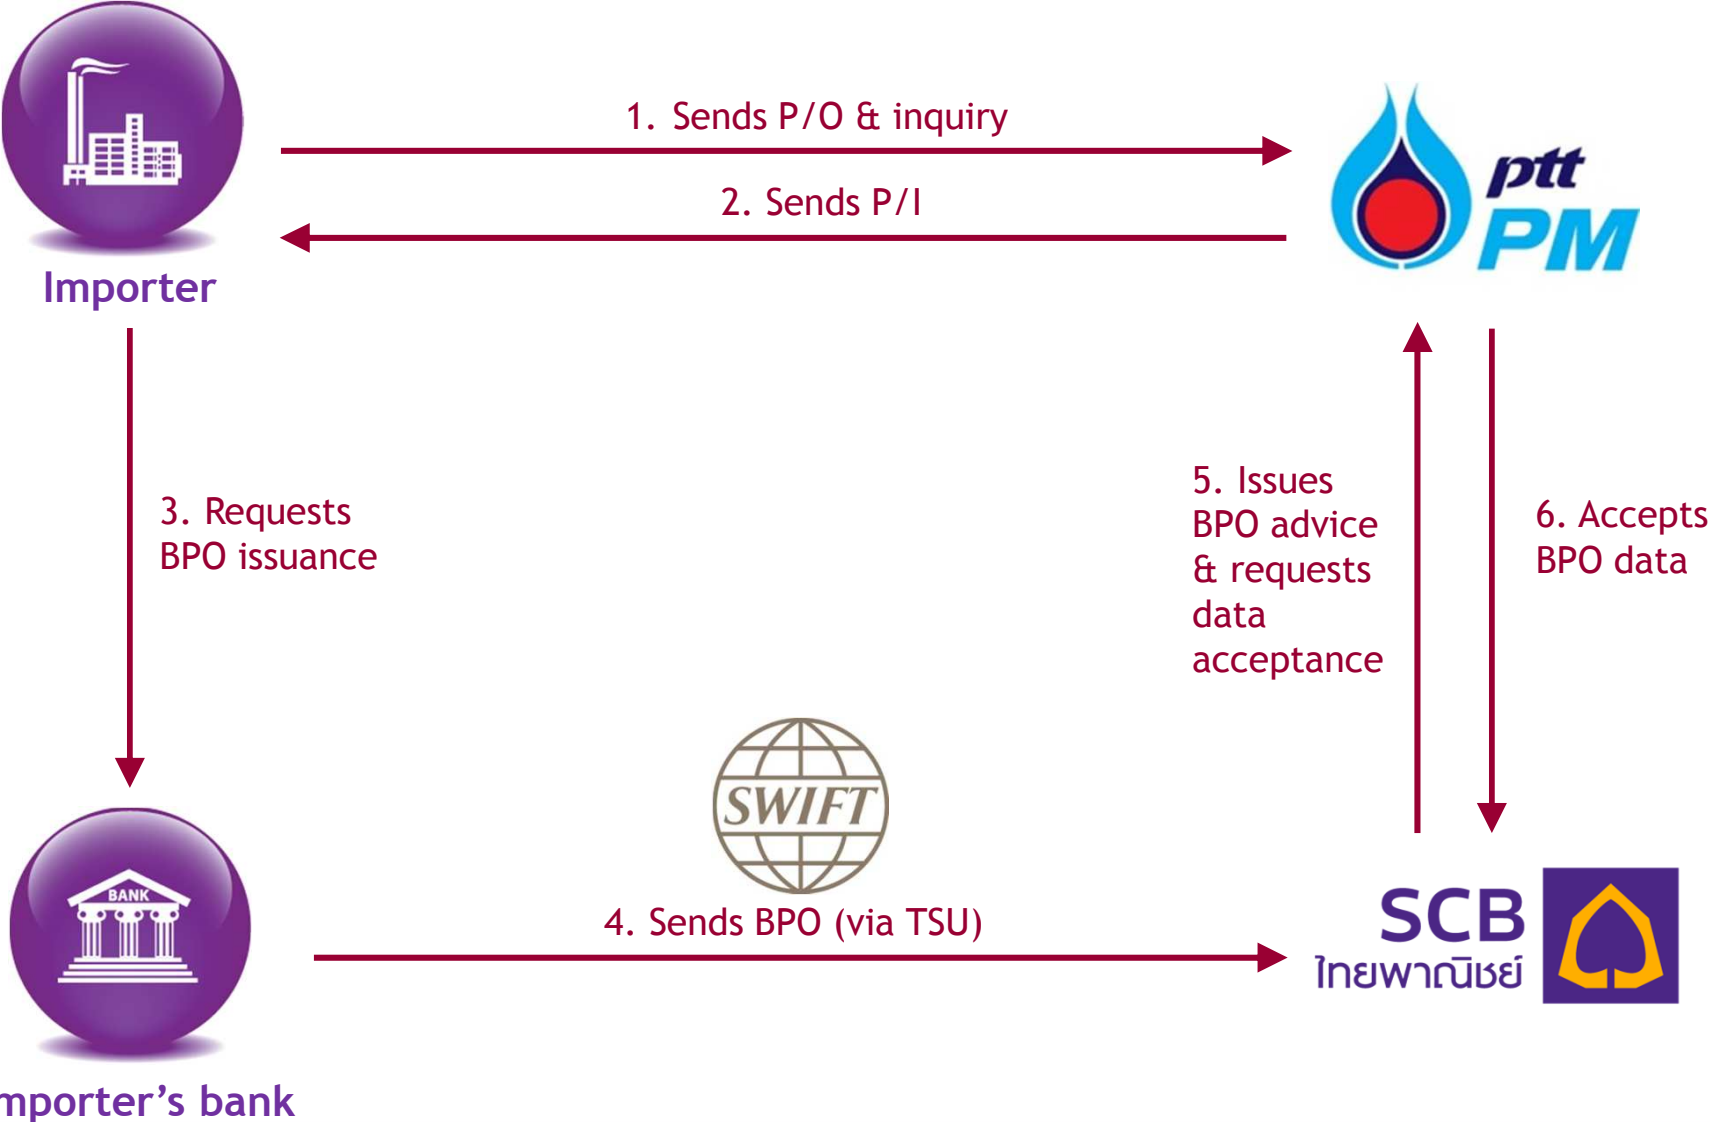 1. Sends P/O & inquiry
ptt
PM
2. Sends P/I
Importer
3. Requests
BPO issuance
5. Issues
BPO advice
& requests
data
acceptance
6. Accepts
BPO data
SWIFT
BANK
4. Sends BPO (via TSU)
SCB
ไทยพาณิชย์
mporter's bank